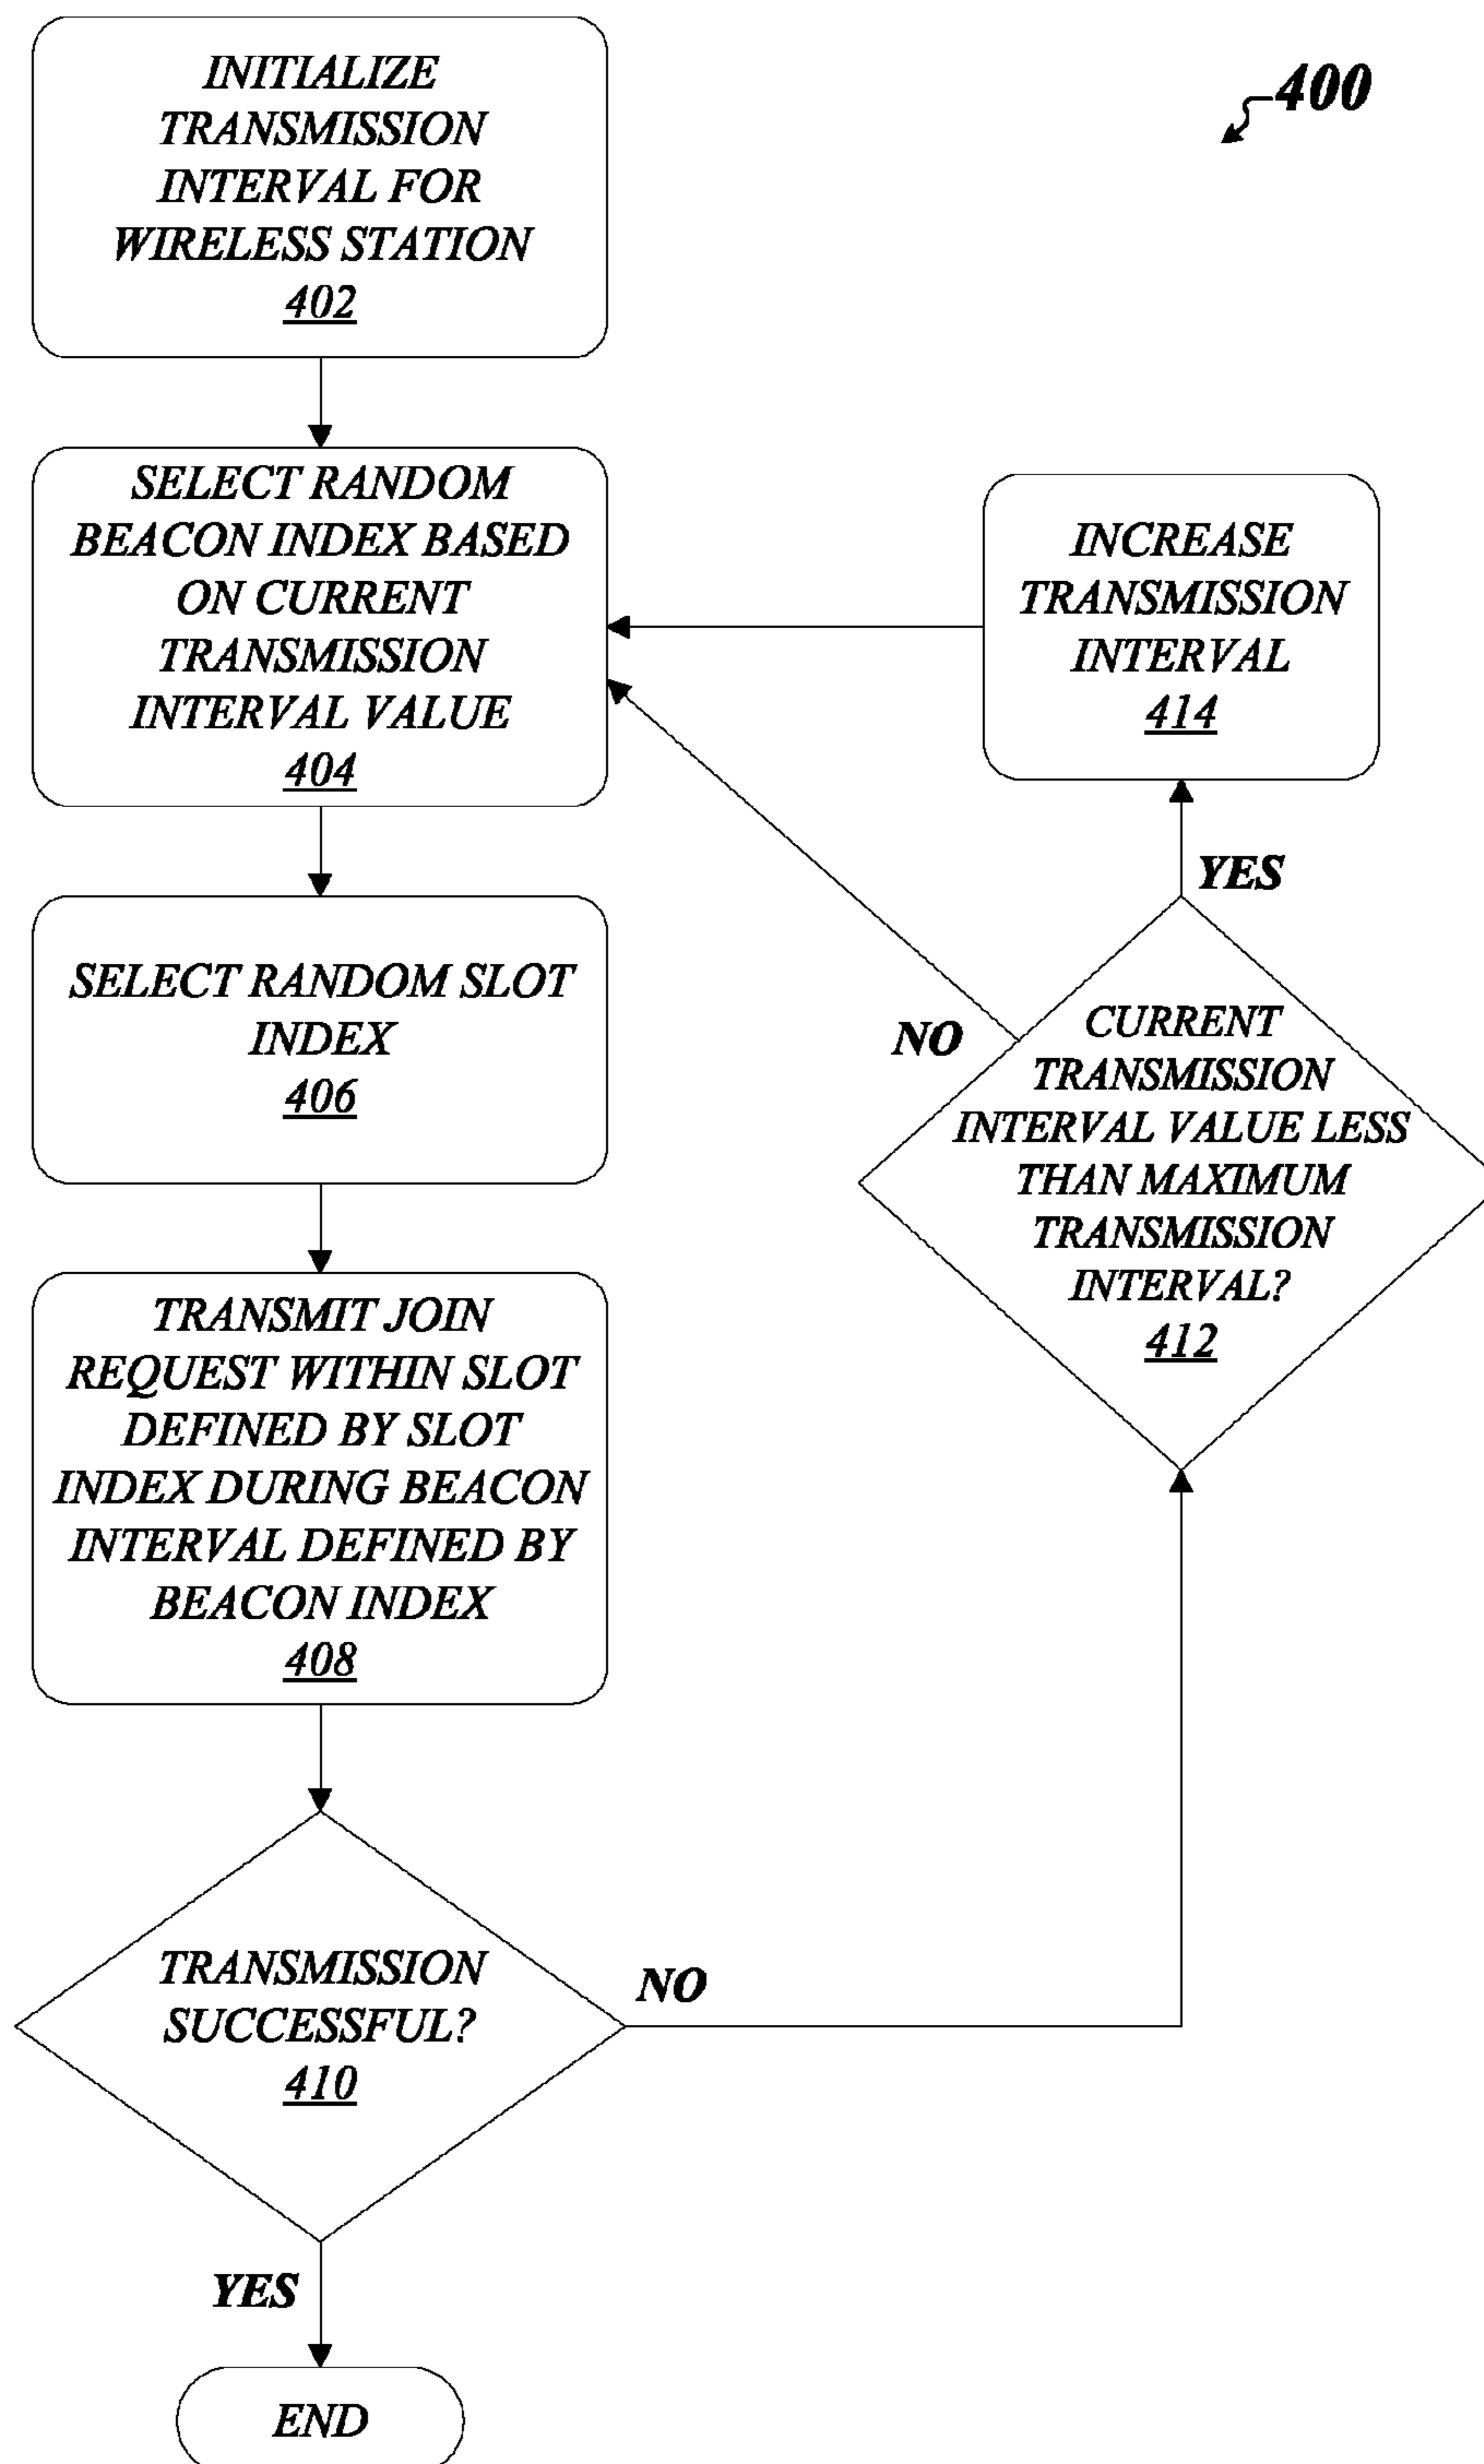 400
INITIALIZE
TRANSMISSION
INTERVAL FOR
WIRELESS STATION
402
SELECT RANDOM
BEACON INDEX BASED
ON CURRENT
TRANSMISSION
INTERVAL VALUE
404
SELECT RANDOM SLOT
INDEX
406
TRANSMIT JOIN
REQUEST WITHIN SLOT
DEFINED BY SLOT
INDEX DURING BEACON
INTERVAL DEFINED BY
BEACON INDEX
408
TRANSMISSION
SUCCESSFUL?
410
NO
YES
END
CURRENT
TRANSMISSION
INTERVAL VALUE LESS
THAN MAXIMUM
TRANSMISSION
INTERVAL?
412
NO
YES
INCREASE
TRANSMISSION
INTERVAL
414